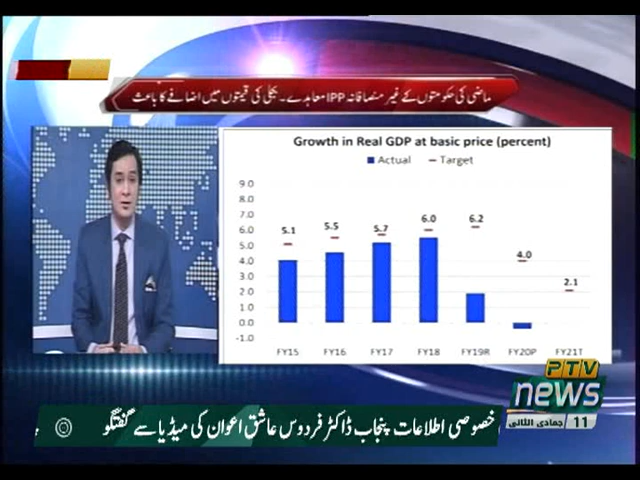 ماضی کی حکومتوں کے غیر منصفانہ IPP معاہدے۔ بجلی کی قیمتوں میں اضافے کا باعث
Growth in Real GDP at basic price (percent)
Actual Target
9.0
8.0
7.0
6.0
5.0
4.0
3.0
2.0
1.0
0.0
-1.0
5.1 5.5 5.7 6.0 6.2 4.0 2.1
FY15 FY16 FY17 FY18 FY19R FY20P FY21T
PTV
news
11 جمادی الثانی
خصوصی اطلاعات پنجاب ڈاکٹر فردوس عاشق اعوان کی میڈیا سے گفتگو